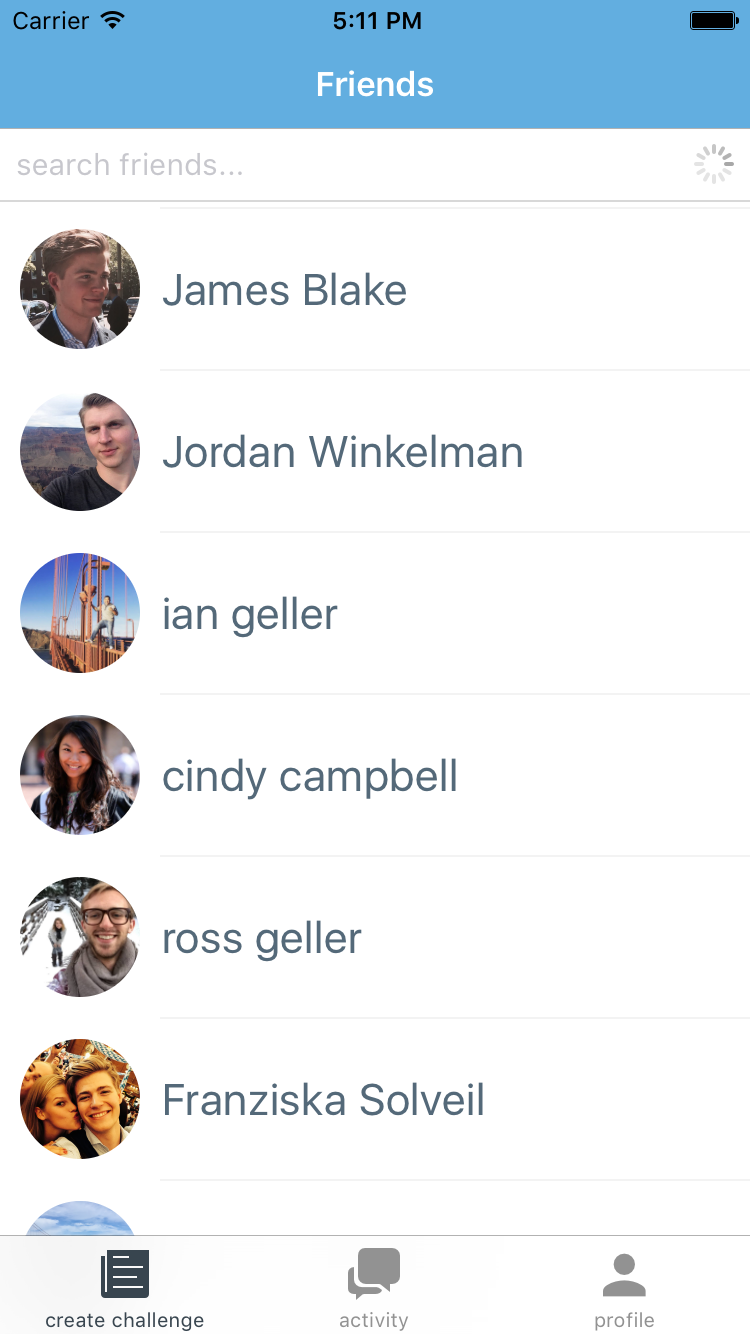 Carrier 5:11 PM
Friends
search friends...
James Blake
Jordan Winkelman
ian geller
cindy campbell
ross geller
Franziska Solveil
create challenge activity profile